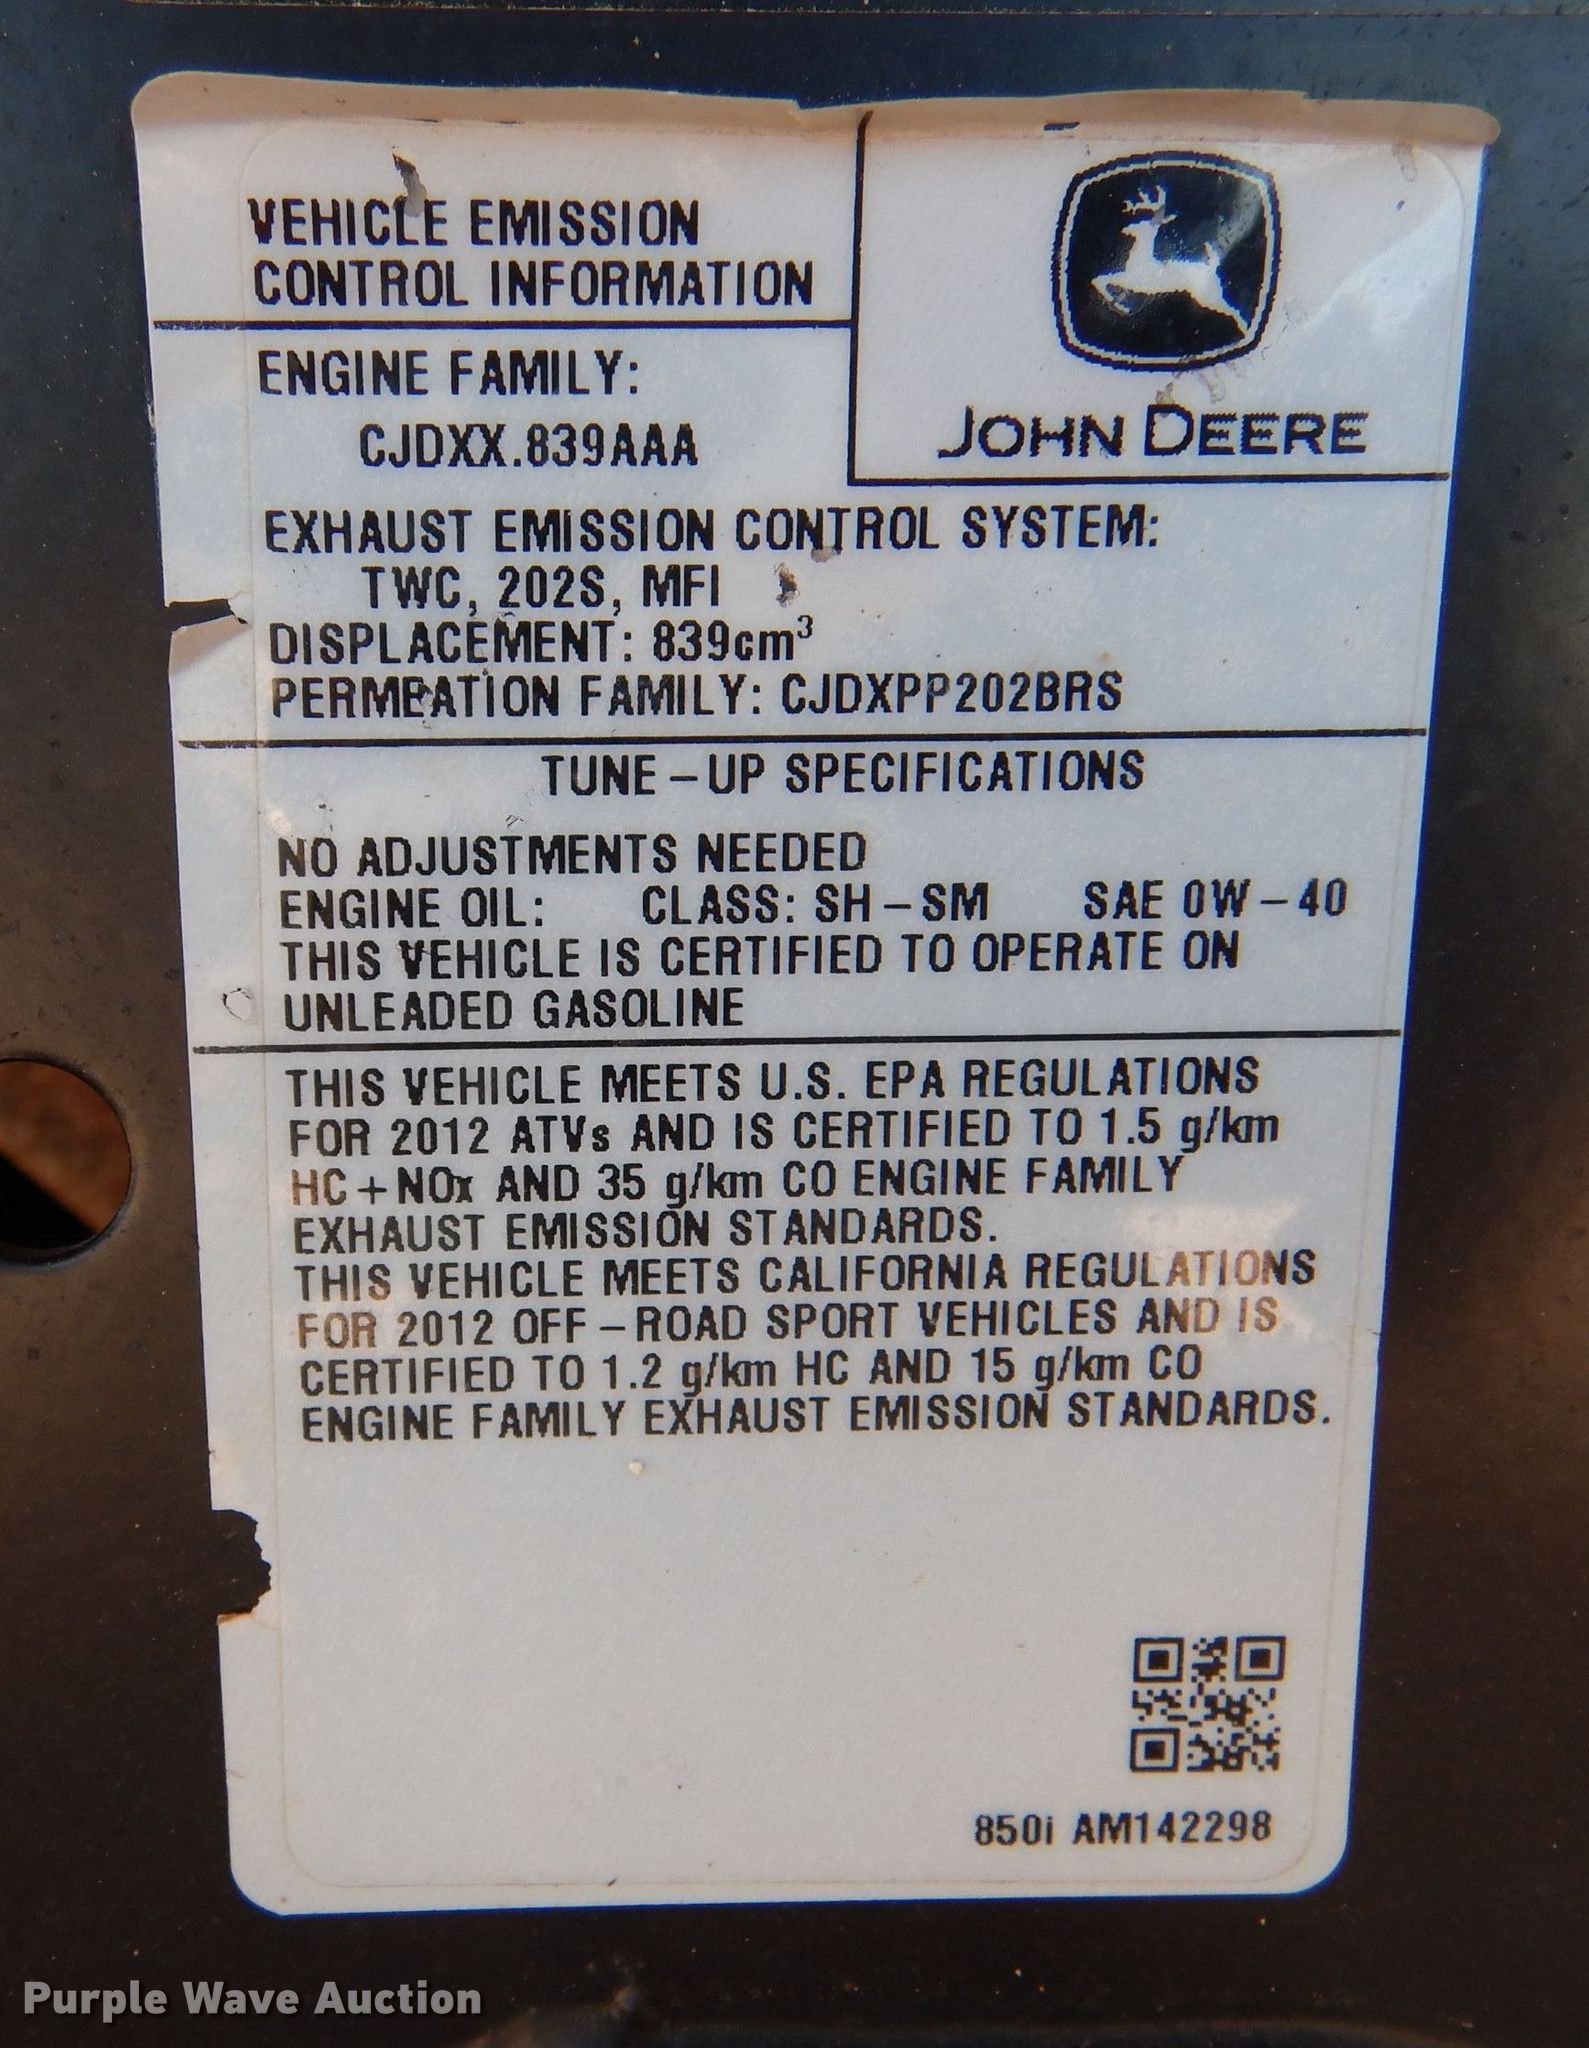 VEHICLE EMISSION
CONTROL INFORMATION
JOHN DEERE
ENGINE FAMILY:
CJDXX.839AAA
EXHAUST EMISSION CONTROL SYSTEM:
TWC, 202S, MFI
DISPLACEMENT: 839cm³
PERMEATION FAMILY: CJDXPP202BRS
TUNE-UP SPECIFICATIONS
NO ADJUSTMENTS NEEDED
ENGINE OIL: CLASS: SH-SM SAE 0W-40
THIS VEHICLE IS CERTIFIED TO OPERATE ON
UNLEADED GASOLINE
THIS VEHICLE MEETS U.S. EPA REGULATIONS
FOR 2012 ATVs AND IS CERTIFIED TO 1.5 g/km
HC+NOx AND 35 g/km CO ENGINE FAMILY
EXHAUST EMISSION STANDARDS.
THIS VEHICLE MEETS CALIFORNIA REGULATIONS
FOR 2012 OFF-ROAD SPORT VEHICLES AND IS
CERTIFIED TO 1.2 g/km HC AND 15 g/km CO
ENGINE FAMILY EXHAUST EMISSION STANDARDS.
850i AM142298
Purple Wave Auction